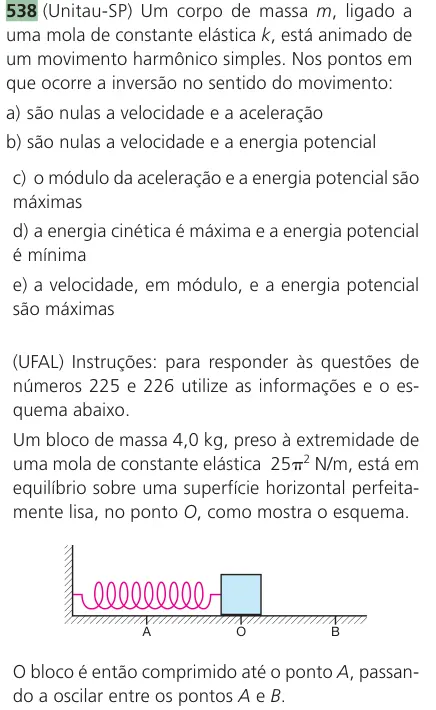 538 (Unitau-SP) Um corpo de massa m, ligado a
uma mola de constante elástica k, está animado de
um movimento harmônico simples. Nos pontos em
que ocorre a inversão no sentido do movimento:
a) são nulas a velocidade e a aceleração
b) são nulas a velocidade e a energia potencial
c) o módulo da aceleração e a energia potencial são
máximas
d) a energia cinética é máxima e a energia potencial
é mínima
e) a velocidade, em módulo, e a energia potencial
são máximas
(UFAL) Instruções: para responder às questões de
números 225 e 226 utilize as informações e o es-
quema abaixo.
Um bloco de massa 4,0 kg, preso à extremidade de
uma mola de constante elástica 25π² N/m, está em
equilíbrio sobre uma superfície horizontal perfeita-
mente lisa, no ponto O, como mostra o esquema.
A O B
O bloco é então comprimido até o ponto A, passan-
do a oscilar entre os pontos A e B.